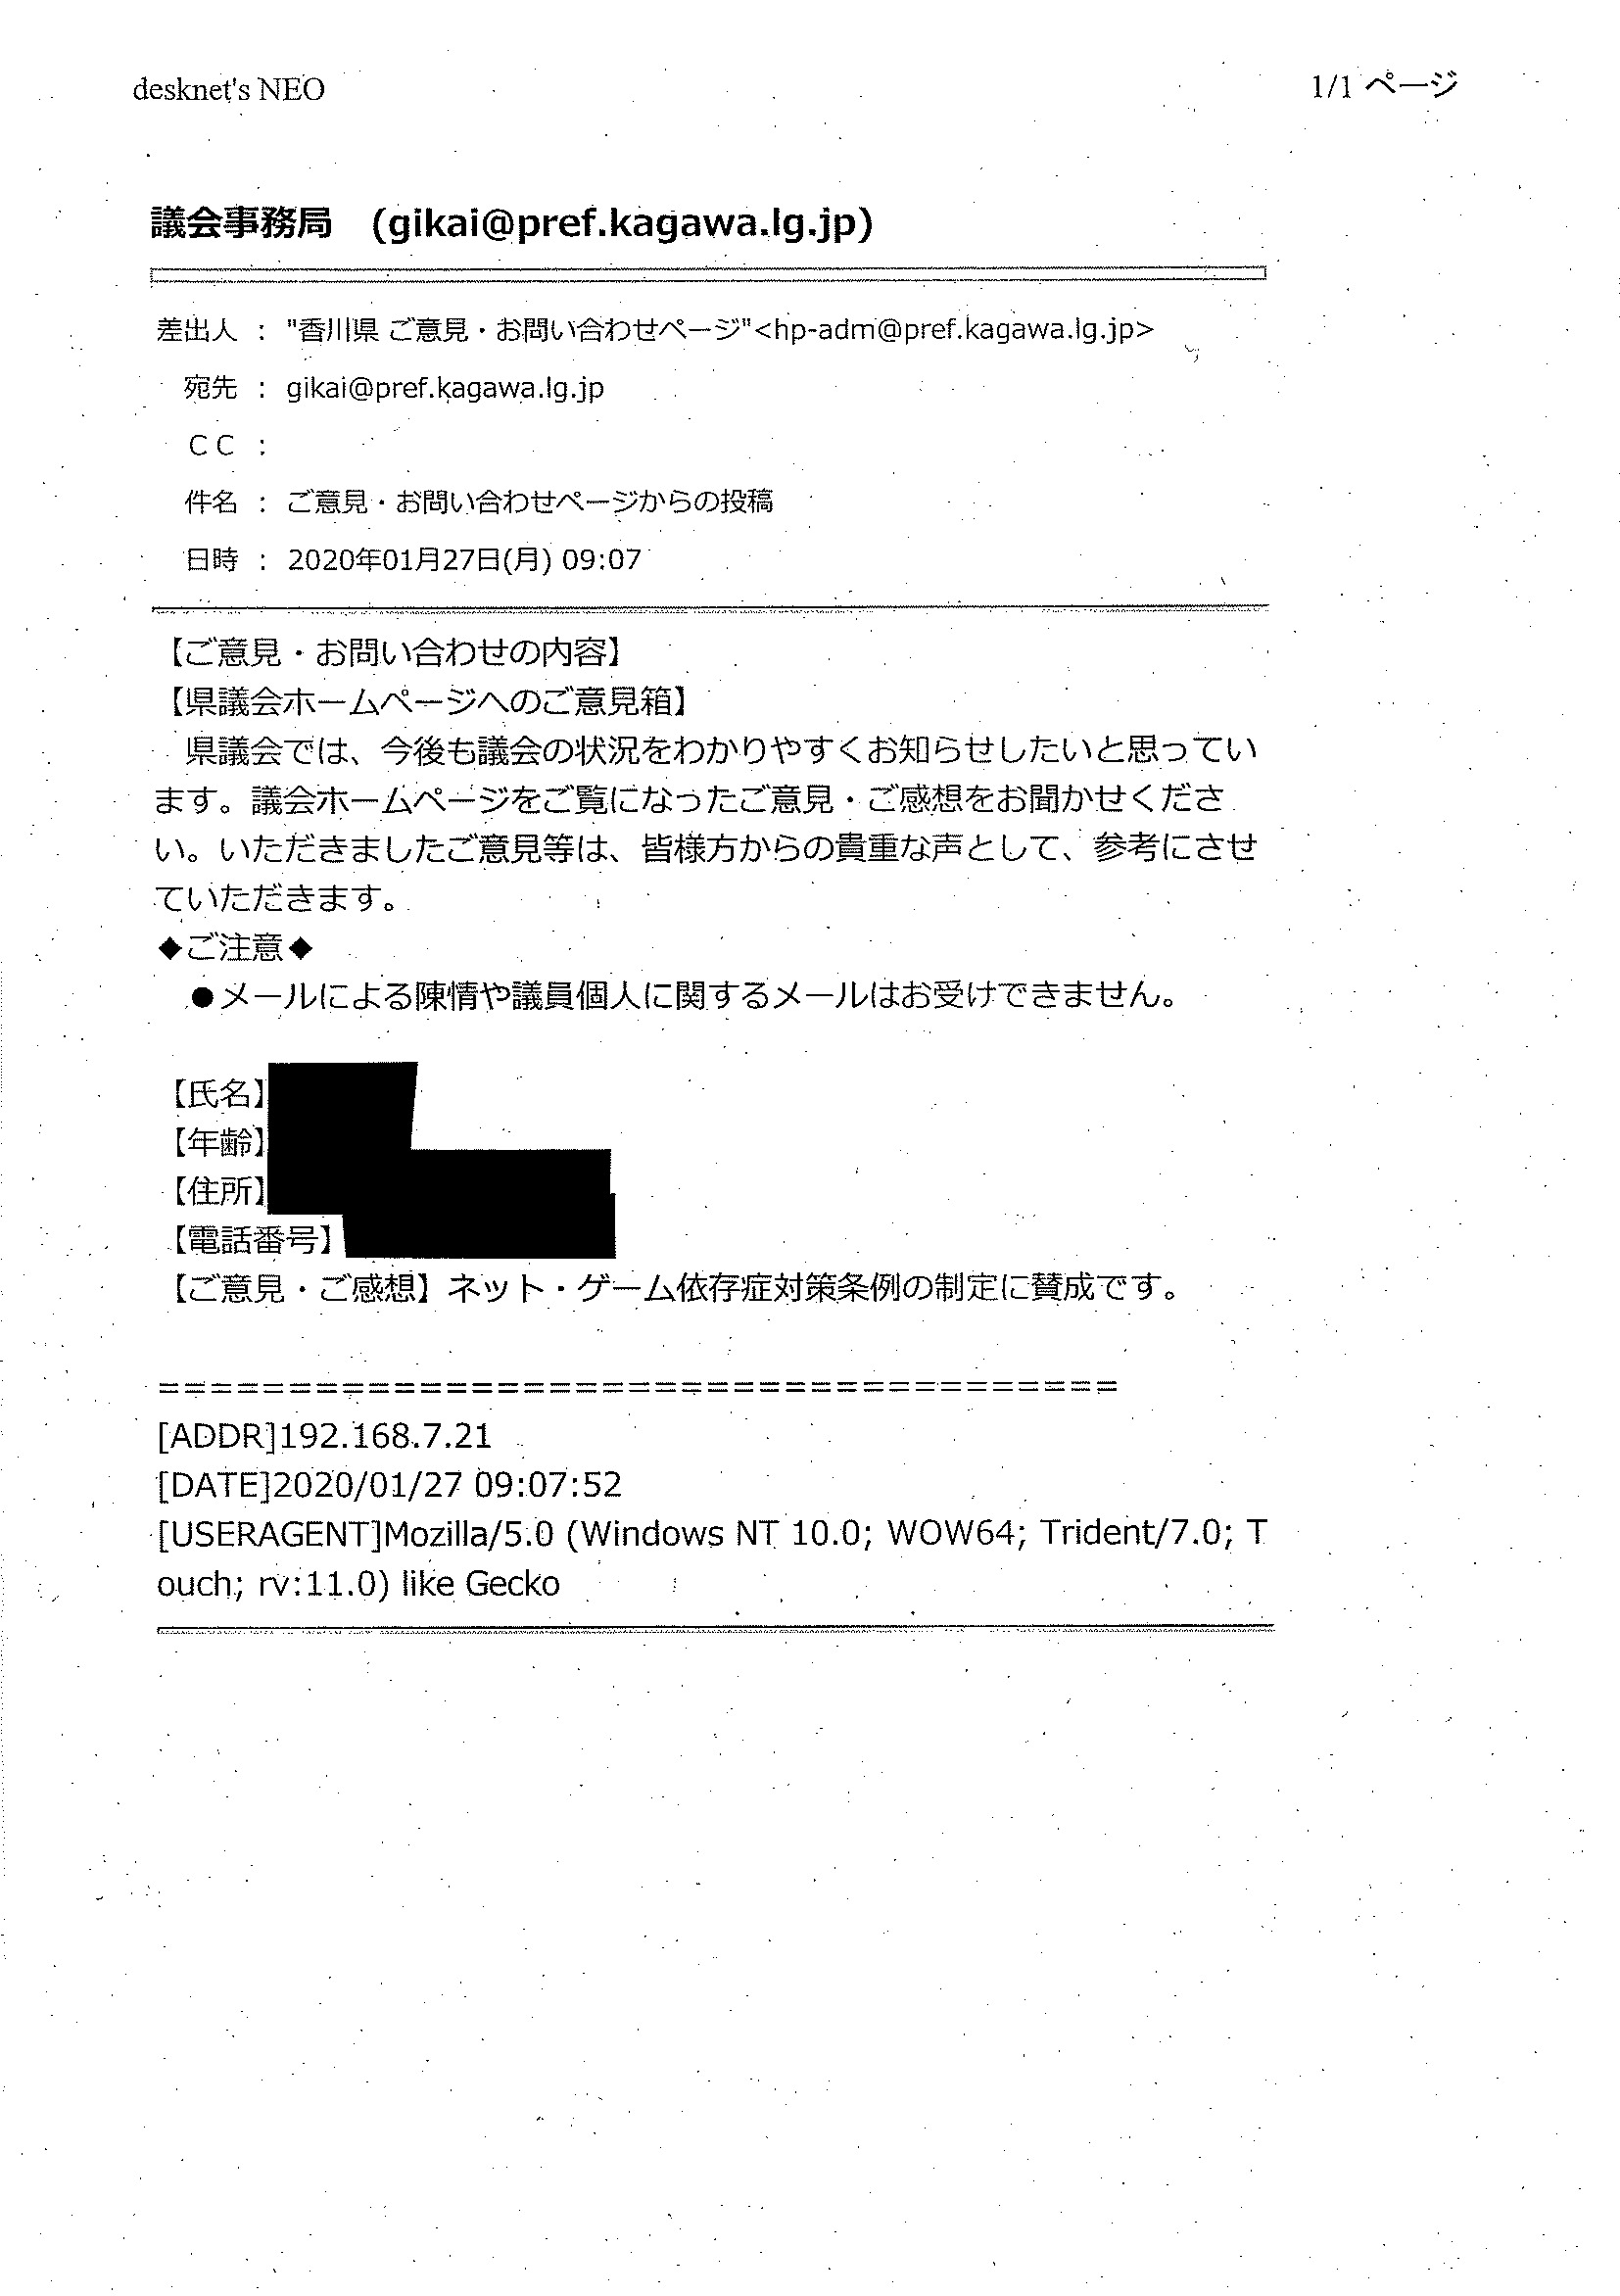 desknet's NEO
1/1 ページ
議会事務局 (gikai@pref.kagawa.lg.jp)
差出人 : "香川県 ご意見・お問い合わせページ"<hp-adm@pref.kagawa.lg.jp>
宛先 : gikai@pref.kagawa.lg.jp
CC :
件名 : ご意見・お問い合わせページからの投稿
日時 : 2020年01月27日(月) 09:07
【ご意見・お問い合わせの内容】
【県議会ホームページへのご意見箱】
　県議会では、今後も議会の状況をわかりやすくお知らせしたいと思ってい
ます。議会ホームページをご覧になったご意見・ご感想をお聞かせくださ
い。いただきましたご意見等は、皆様方からの貴重な声として、参考にさせ
ていただきます。
◆ご注意◆
　●メールによる陳情や議員個人に関するメールはお受けできません。
【氏名】
【年齢】
【住所】
【電話番号】
【ご意見・ご感想】ネット・ゲーム依存症対策条例の制定に賛成です。
=====================================
[ADDR]192.168.7.21
[DATE]2020/01/27 09:07:52
[USERAGENT]Mozilla/5.0 (Windows NT 10.0; WOW64; Trident/7.0; T
ouch; rv:11.0) like Gecko